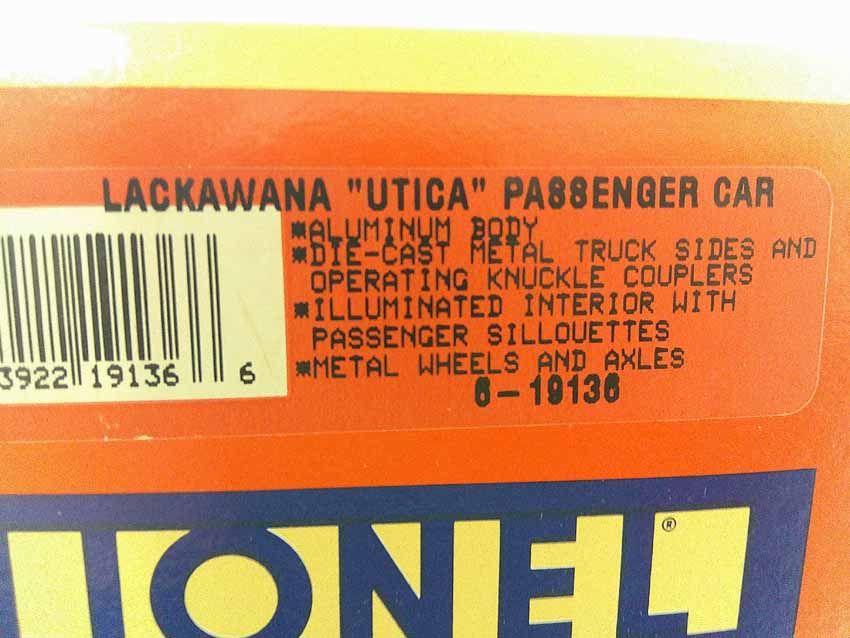 LACKAWANA "UTICA" PASSENGER CAR
*ALUMINUM BODY
*DIE-CAST METAL TRUCK SIDES AND
OPERATING KNUCKLE COUPLERS
*ILLUMINATED INTERIOR WITH
PASSENGER SILLOUETTES
*METAL WHEELS AND AXLES
6-19136
3922 19136 6
LIONEL®